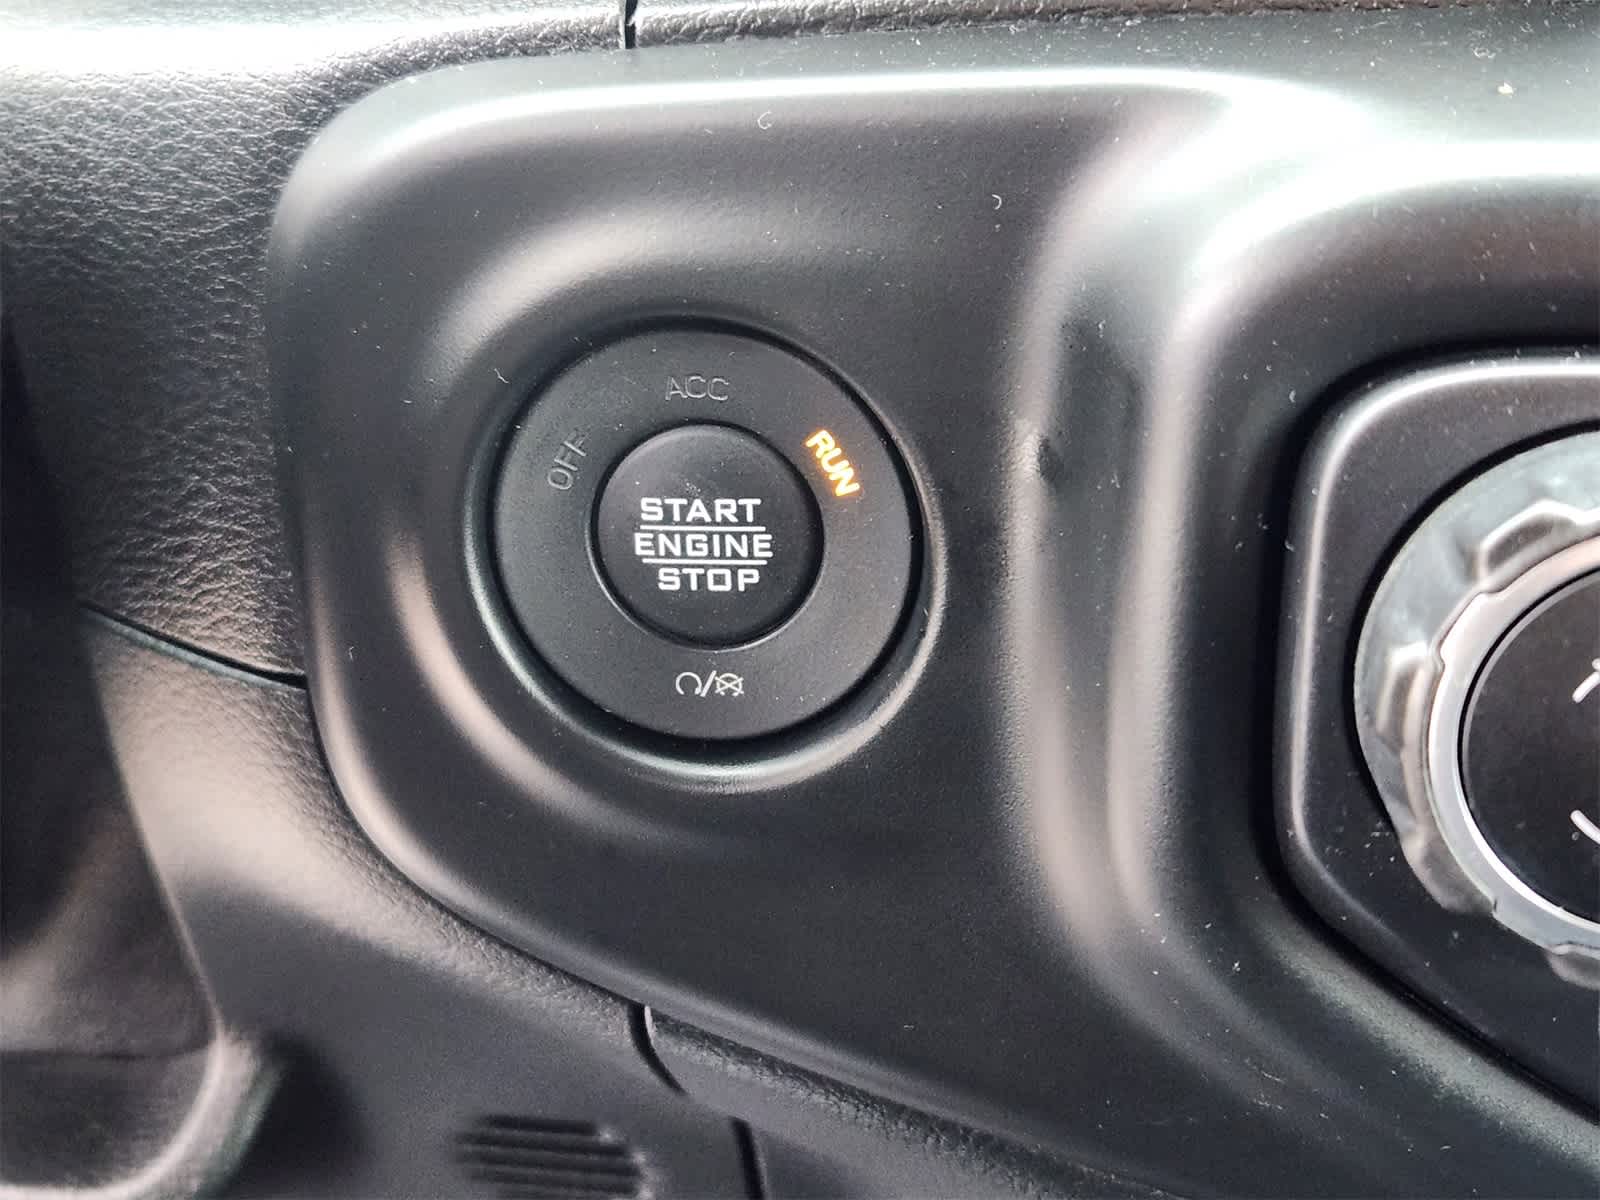 ACC
OFF
RUN
START
ENGINE
STOP